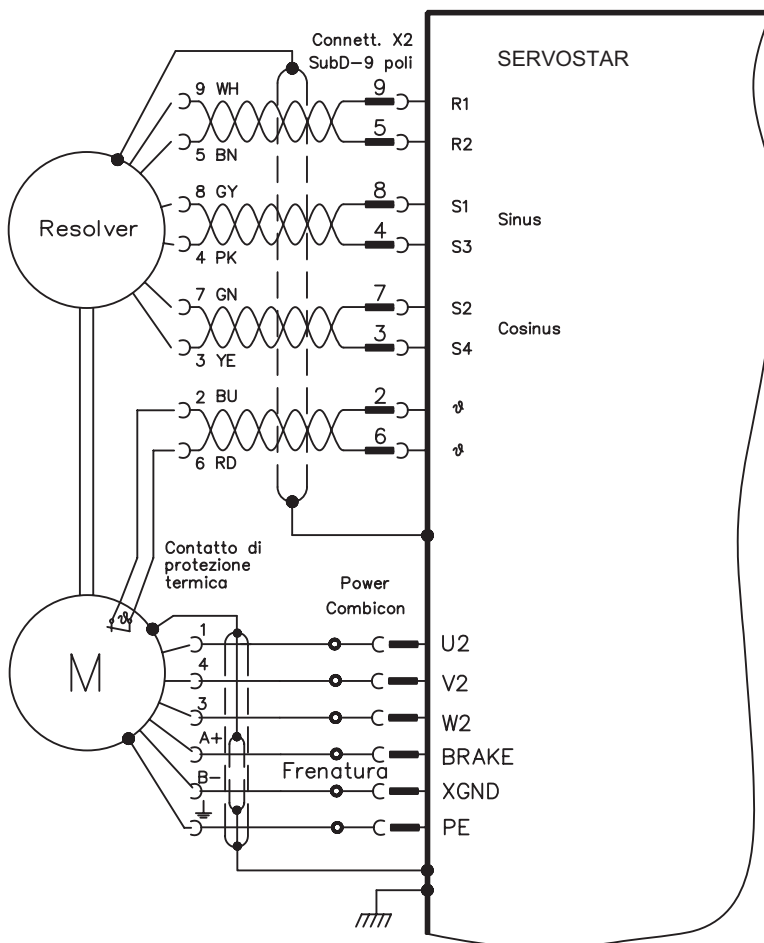 Connett. X2
SubD-9 poli
SERVOSTAR
9 WH 9 R1
5 BN 5 R2
8 GY 8 S1
Sinus
4 PK 4 S3
Resolver
7 GN 7 S2
Cosinus
3 YE 3 S4
2 BU 2 ϑ
6 RD 6 ϑ
Contatto di
protezione
termica
Power
Combicon
ϑ
M
1 U2
4 V2
3 W2
A+ BRAKE
Frenatura
B- XGND
PE